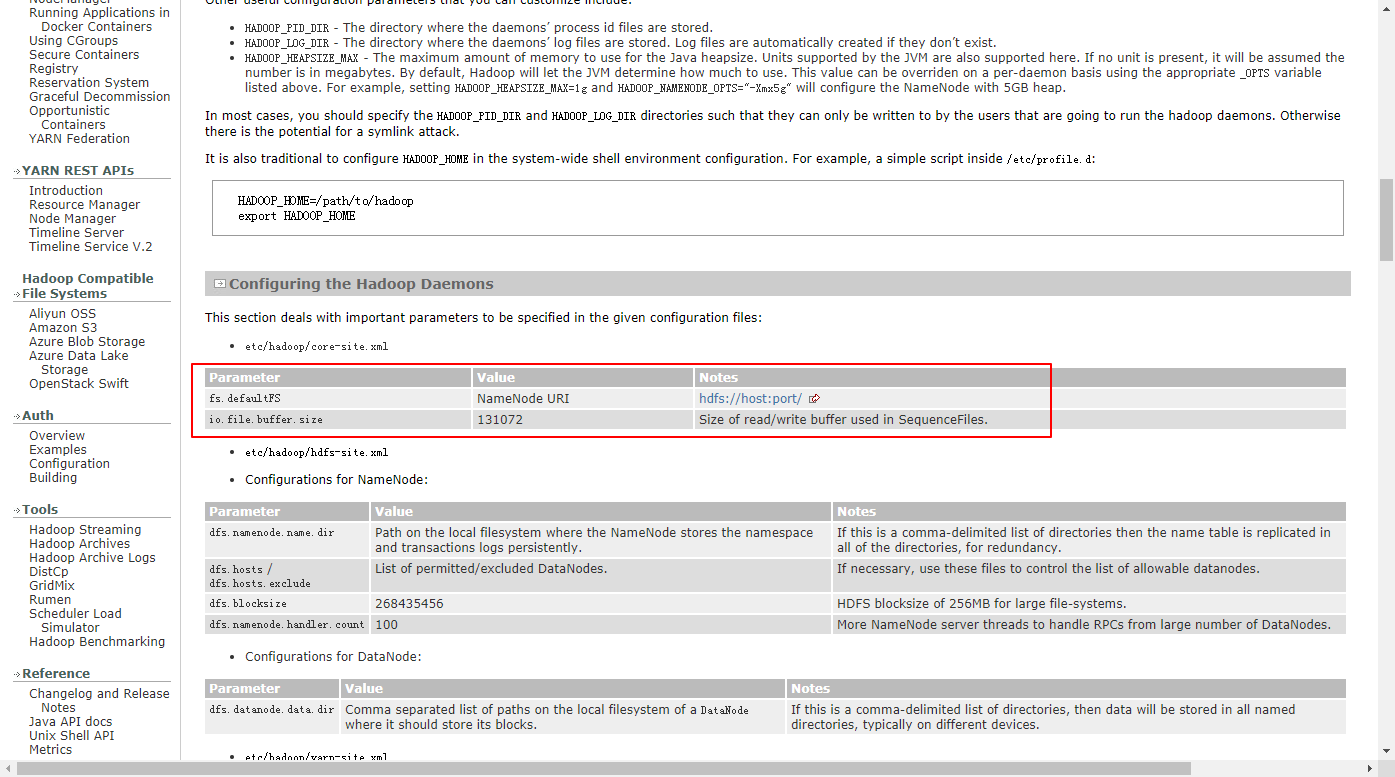 NodeManager
Running Applications in
Docker Containers
Using CGroups
Secure Containers
Registry
Reservation System
Graceful Decommission
Opportunistic
Containers
YARN Federation
YARN REST APIs
Introduction
Resource Manager
Node Manager
Timeline Server
Timeline Service V.2
Hadoop Compatible
File Systems
Aliyun OSS
Amazon S3
Azure Blob Storage
Azure Data Lake
Storage
OpenStack Swift
Auth
Overview
Examples
Configuration
Building
Tools
Hadoop Streaming
Hadoop Archives
Hadoop Archive Logs
DistCp
GridMix
Rumen
Scheduler Load
Simulator
Hadoop Benchmarking
Reference
Changelog and Release
Notes
Java API docs
Unix Shell API
Metrics
Other useful configuration parameters that you can customize include:
HADOOP_PID_DIR - The directory where the daemons’ process id files are stored.
HADOOP_LOG_DIR - The directory where the daemons’ log files are stored. Log files are automatically created if they don’t exist.
HADOOP_HEAPSIZE_MAX - The maximum amount of memory to use for the Java heapsize. Units supported by the JVM are also supported here. If no unit is present, it will be assumed the
number is in megabytes. By default, Hadoop will let the JVM determine how much to use. This value can be overriden on a per-daemon basis using the appropriate _OPTS variable
listed above. For example, setting HADOOP_HEAPSIZE_MAX=1g and HADOOP_NAMENODE_OPTS="-Xmx5g" will configure the NameNode with 5GB heap.
In most cases, you should specify the HADOOP_PID_DIR and HADOOP_LOG_DIR directories such that they can only be written to by the users that are going to run the hadoop daemons. Otherwise
there is the potential for a symlink attack.
It is also traditional to configure HADOOP_HOME in the system-wide shell environment configuration. For example, a simple script inside /etc/profile.d:
HADOOP_HOME=/path/to/hadoop
export HADOOP_HOME
Configuring the Hadoop Daemons
This section deals with important parameters to be specified in the given configuration files:
etc/hadoop/core-site.xml
Parameter Value Notes
fs.defaultFS NameNode URI hdfs://host:port/
io.file.buffer.size 131072 Size of read/write buffer used in SequenceFiles.
etc/hadoop/hdfs-site.xml
Configurations for NameNode:
Parameter Value Notes
dfs.namenode.name.dir Path on the local filesystem where the NameNode stores the namespace If this is a comma-delimited list of directories then the name table is replicated in
and transactions logs persistently. all of the directories, for redundancy.
dfs.hosts / List of permitted/excluded DataNodes. If necessary, use these files to control the list of allowable datanodes.
dfs.hosts.exclude
dfs.blocksize 268435456 HDFS blocksize of 256MB for large file-systems.
dfs.namenode.handler.count 100 More NameNode server threads to handle RPCs from large number of DataNodes.
Configurations for DataNode:
Parameter Value Notes
dfs.datanode.data.dir Comma separated list of paths on the local filesystem of a DataNode If this is a comma-delimited list of directories, then data will be stored in all named
where it should store its blocks. directories, typically on different devices.
etc/hadoop/yarn-site.xml